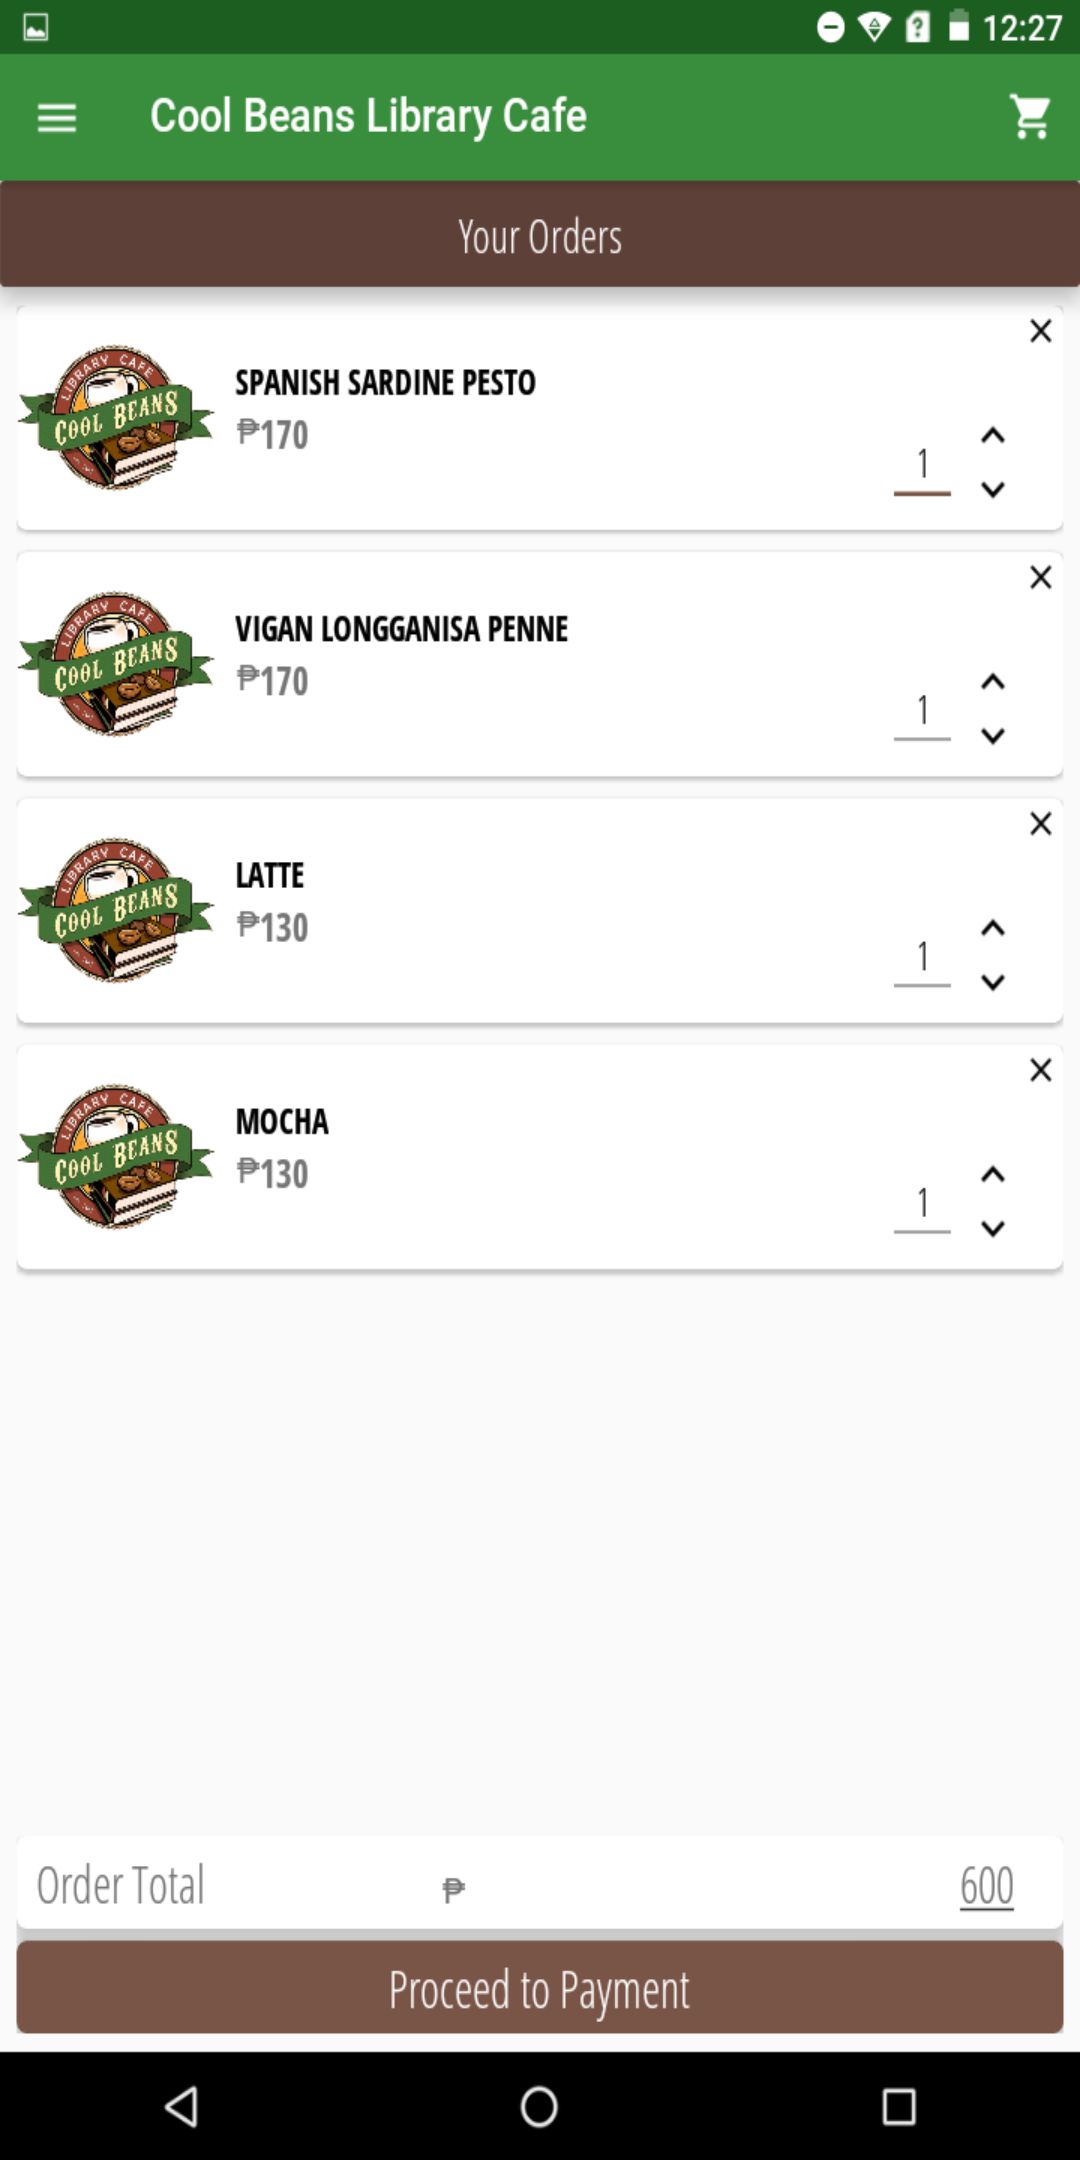 12:27
Cool Beans Library Cafe
Your Orders
LIBRARY CAFE
COOL BEANS
SPANISH SARDINE PESTO
₱170
1
LIBRARY CAFE
COOL BEANS
VIGAN LONGGANISA PENNE
₱170
1
LIBRARY CAFE
COOL BEANS
LATTE
₱130
1
LIBRARY CAFE
COOL BEANS
MOCHA
₱130
1
Order Total ₱ 600
Proceed to Payment